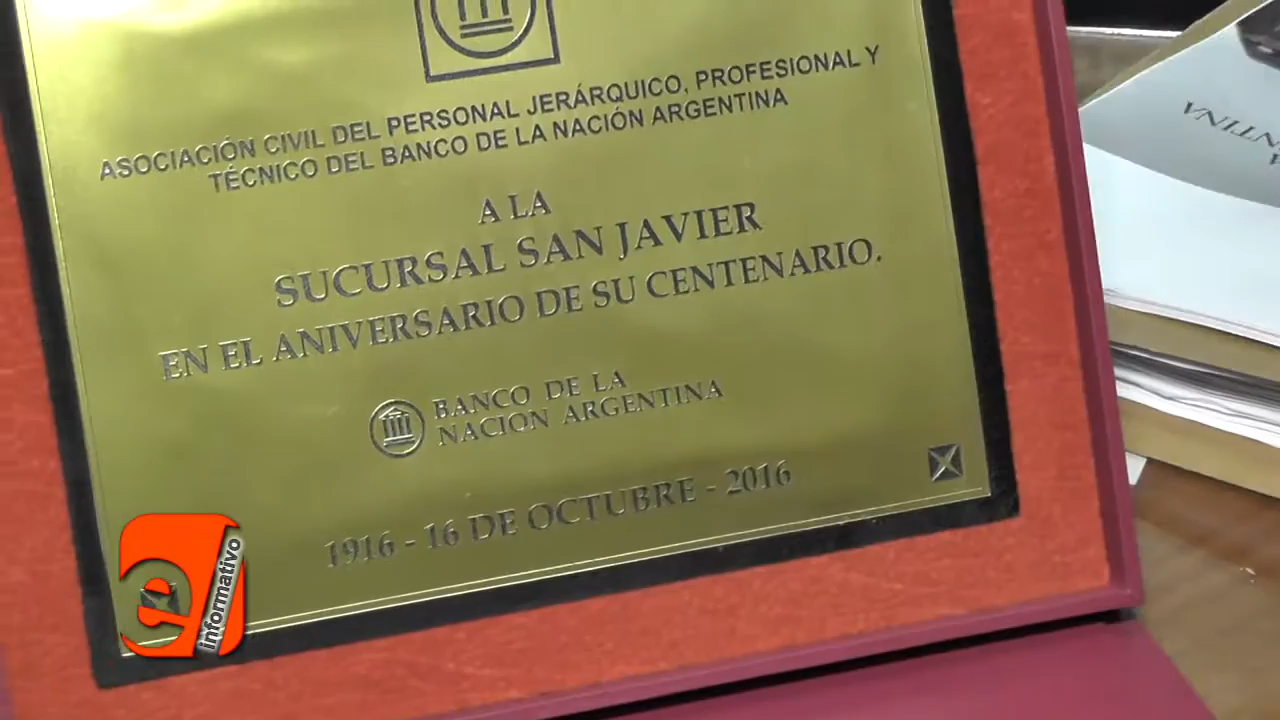 ASOCIACIÓN CIVIL DEL PERSONAL JERÁRQUICO, PROFESIONAL Y
TÉCNICO DEL BANCO DE LA NACIÓN ARGENTINA
A LA
SUCURSAL SAN JAVIER
EN EL ANIVERSARIO DE SU CENTENARIO.
BANCO DE LA
NACION ARGENTINA
1916 - 16 DE OCTUBRE - 2016
el informativo